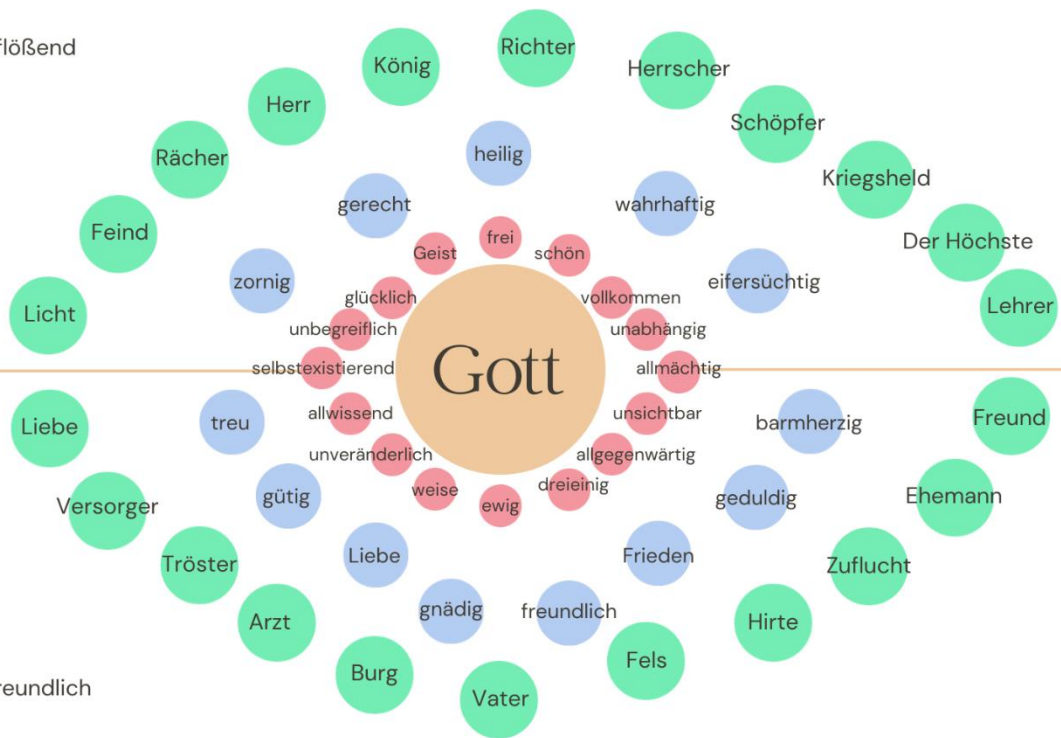 flößend
Richter
König
Herrscher
Herr
Schöpfer
Rächer
heilig
Kriegsheld
gerecht
wahrhaftig
Feind
frei
Der Höchste
Geist
schön
zornig
eifersüchtig
glücklich
vollkommen
Lehrer
Licht
unbegreiflich
unabhängig
selbstexistierend
Gott
allmächtig
allwissend
unsichtbar
Liebe
treu
barmherzig
Freund
unveränderlich
allgegenwärtig
weise
dreieinig
gütig
geduldig
Ehemann
Versorger
ewig
Liebe
Frieden
Tröster
Zuflucht
gnädig
freundlich
Arzt
Hirte
Fels
Burg
reundlich
Vater